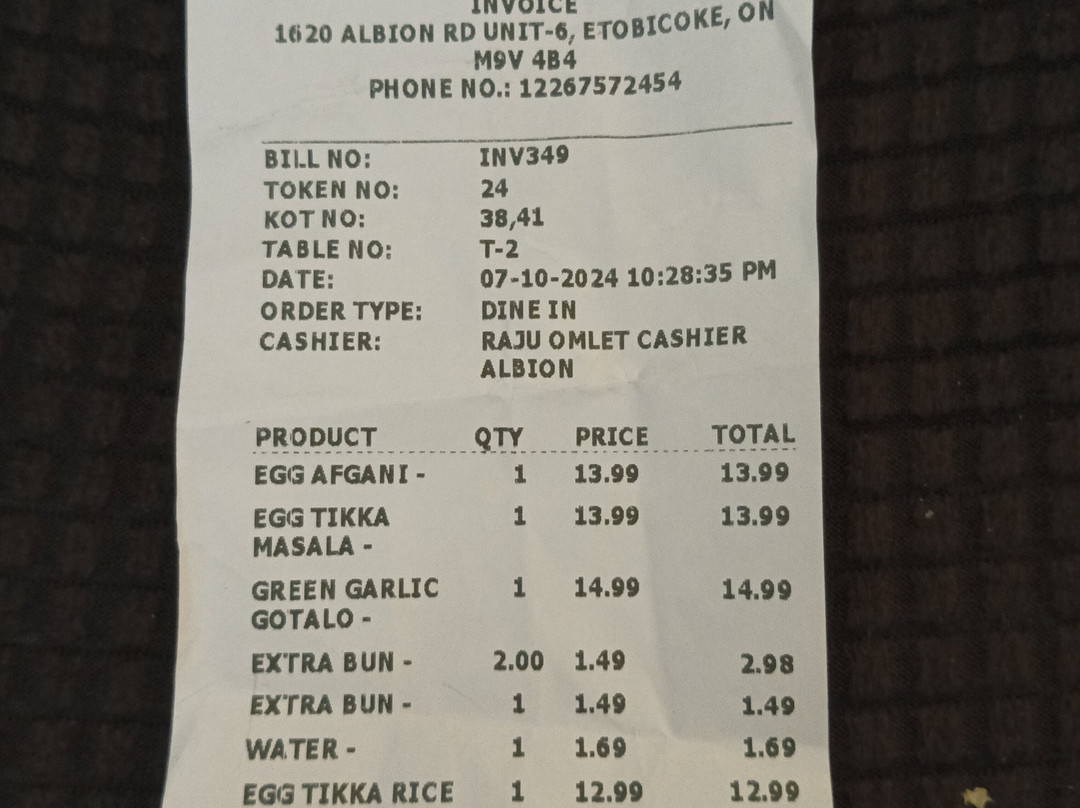 INVOICE
1620 ALBION RD UNIT-6, ETOBICOKE, ON
M9V 4B4
PHONE NO.: 12267572454
BILL NO: INV349
TOKEN NO: 24
KOT NO: 38,41
TABLE NO: T-2
DATE: 07-10-2024 10:28:35 PM
ORDER TYPE: DINE IN
CASHIER: RAJU OMLET CASHIER
ALBION
PRODUCT QTY PRICE TOTAL
EGG AFGANI - 1 13.99 13.99
EGG TIKKA 1 13.99 13.99
MASALA -
GREEN GARLIC 1 14.99 14.99
GOTALO -
EXTRA BUN - 2.00 1.49 2.98
EXTRA BUN - 1 1.49 1.49
WATER - 1 1.69 1.69
EGG TIKKA RICE 1 12.99 12.99